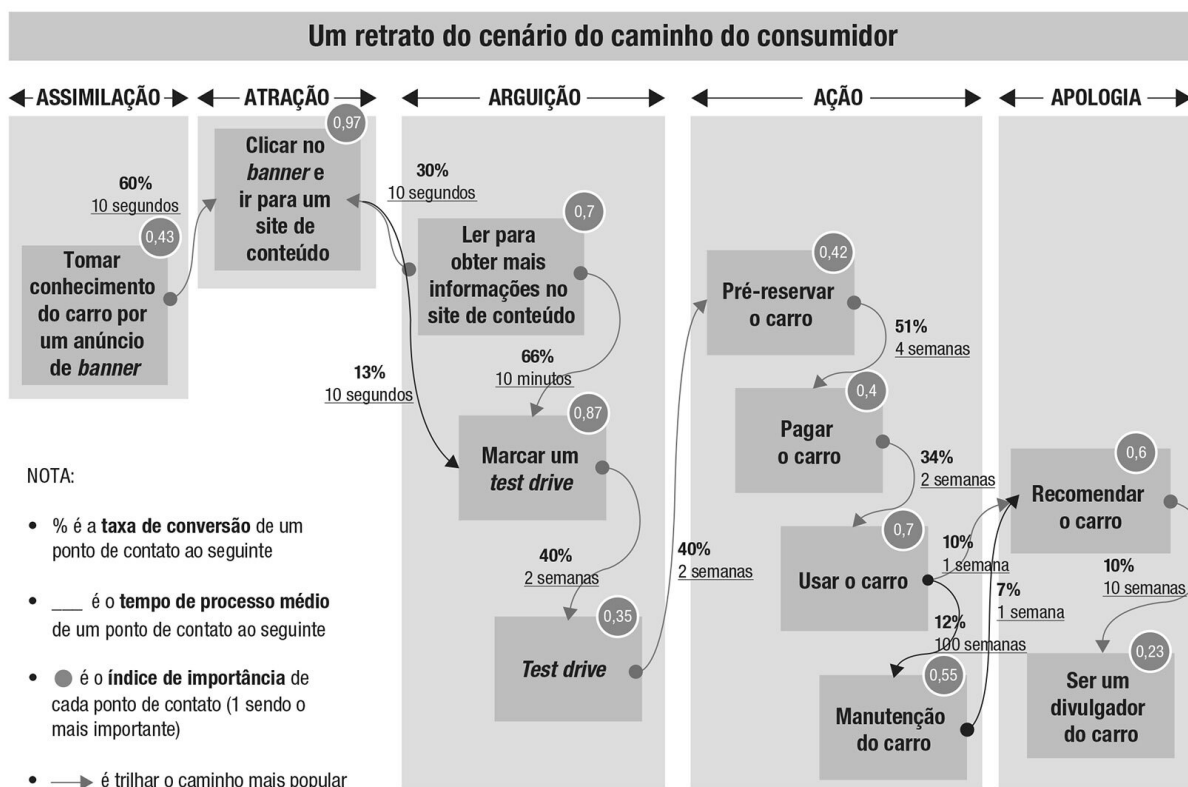 Um retrato do cenário do caminho do consumidor
ASSIMILAÇÃO
ATRAÇÃO
ARGUIÇÃO
AÇÃO
APOLOGIA
60%
10 segundos
0,43
Tomar
conhecimento
do carro por
um anúncio
de banner
0,97
Clicar no
banner e
ir para um
site de
conteúdo
30%
10 segundos
13%
10 segundos
0,7
Ler para
obter mais
informações no
site de conteúdo
66%
10 minutos
0,87
Marcar um
test drive
40%
2 semanas
0,35
Test drive
40%
2 semanas
0,42
Pré-reservar
o carro
51%
4 semanas
0,4
Pagar
o carro
34%
2 semanas
0,7
Usar o carro
10%
1 semana
12%
100 semanas
0,55
Manutenção
do carro
7%
1 semana
0,6
Recomendar
o carro
10%
10 semanas
0,23
Ser um
divulgador
do carro
NOTA:
• % é a taxa de conversão de um
ponto de contato ao seguinte
• ___ é o tempo de processo médio
de um ponto de contato ao seguinte
• é o índice de importância de
cada ponto de contato (1 sendo o
mais importante)
• é trilhar o caminho mais popular